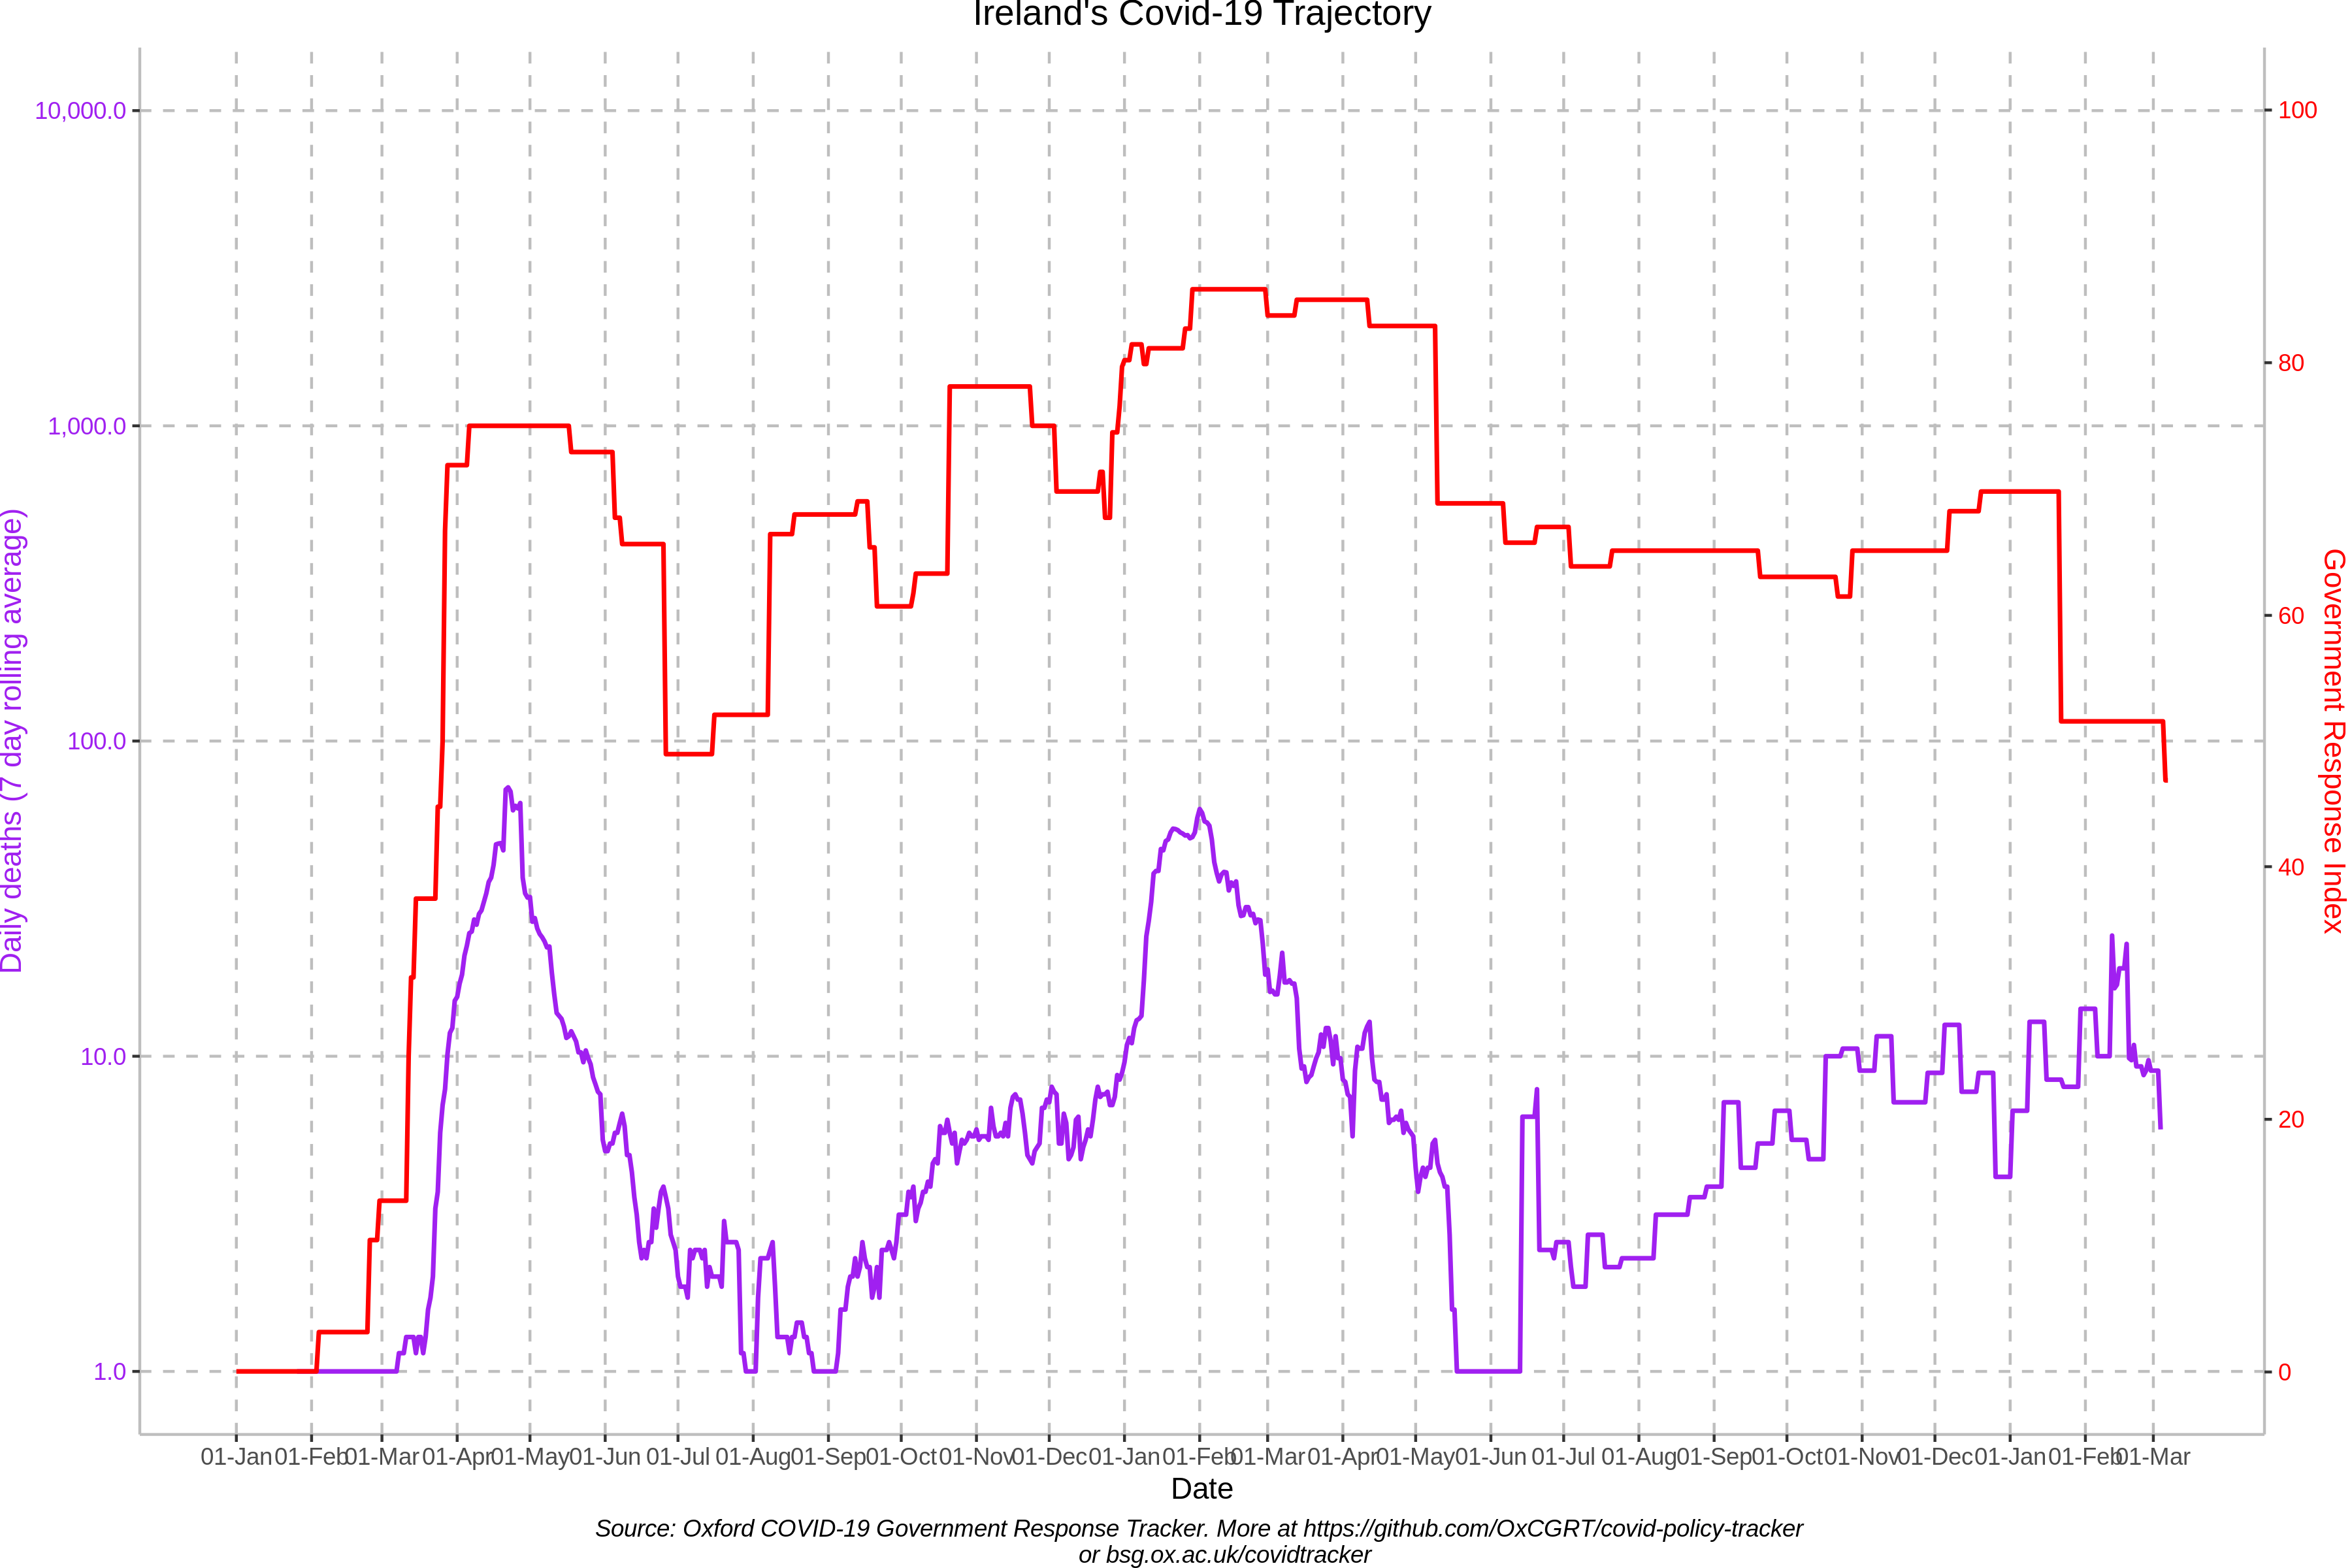 Ireland's Covid-19 Trajectory
10,000.0
1,000.0
100.0
10.0
1.0
Daily deaths (7 day rolling average)
100
80
60
40
20
0
Government Response Index
01-Jan 01-Feb 01-Mar 01-Apr 01-May 01-Jun 01-Jul 01-Aug 01-Sep 01-Oct 01-Nov 01-Dec 01-Jan 01-Feb 01-Mar 01-Apr 01-May 01-Jun 01-Jul 01-Aug 01-Sep 01-Oct 01-Nov 01-Dec 01-Jan 01-Feb 01-Mar
Date
Source: Oxford COVID-19 Government Response Tracker. More at https://github.com/OxCGRT/covid-policy-tracker
or bsg.ox.ac.uk/covidtracker